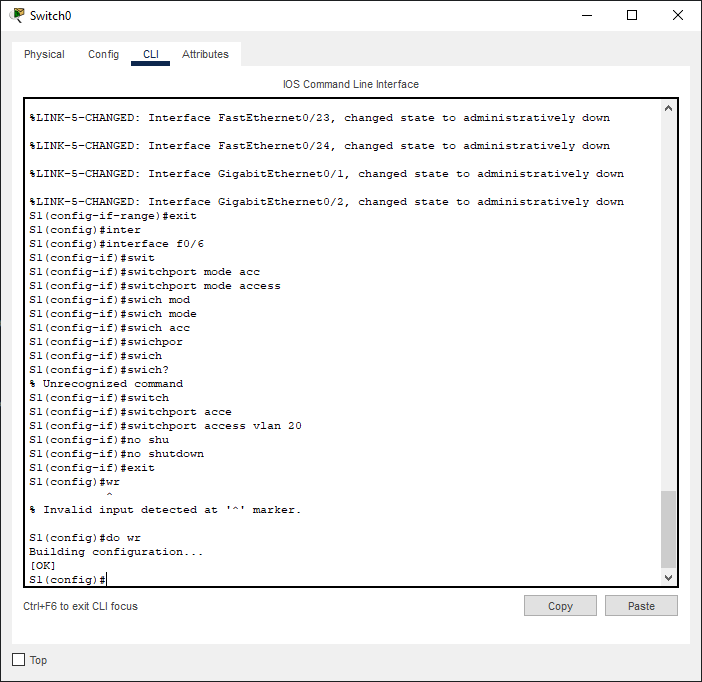 Switch0
Physical Config CLI Attributes
IOS Command Line Interface
%LINK-5-CHANGED: Interface FastEthernet0/23, changed state to administratively down
%LINK-5-CHANGED: Interface FastEthernet0/24, changed state to administratively down
%LINK-5-CHANGED: Interface GigabitEthernet0/1, changed state to administratively down
%LINK-5-CHANGED: Interface GigabitEthernet0/2, changed state to administratively down
S1(config-if-range)#exit
S1(config)#inter
S1(config)#interface f0/6
S1(config-if)#swit
S1(config-if)#switchport mode acc
S1(config-if)#switchport mode access
S1(config-if)#swich mod
S1(config-if)#swich mode
S1(config-if)#swich acc
S1(config-if)#swichpor
S1(config-if)#swich
S1(config-if)#swich?
% Unrecognized command
S1(config-if)#switch
S1(config-if)#switchport acce
S1(config-if)#switchport access vlan 20
S1(config-if)#no shu
S1(config-if)#no shutdown
S1(config-if)#exit
S1(config)#wr
^
% Invalid input detected at '^' marker.
S1(config)#do wr
Building configuration...
[OK]
S1(config)#
Ctrl+F6 to exit CLI focus
Copy Paste
Top